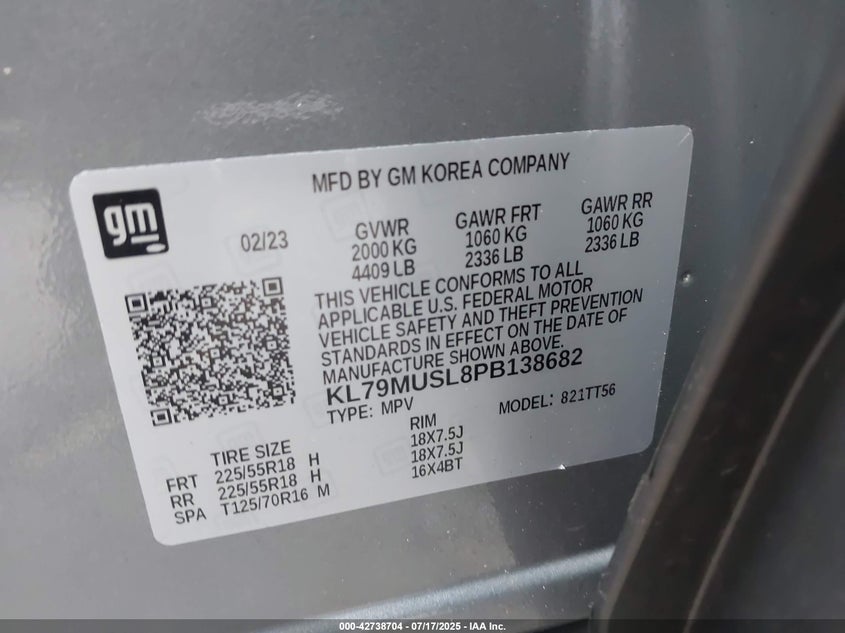 MFD BY GM KOREA COMPANY
gm
02/23
GVWR
2000 KG
4409 LB
GAWR FRT
1060 KG
2336 LB
GAWR RR
1060 KG
2336 LB
THIS VEHICLE CONFORMS TO ALL
APPLICABLE U.S. FEDERAL MOTOR
VEHICLE SAFETY AND THEFT PREVENTION
STANDARDS IN EFFECT ON THE DATE OF
MANUFACTURE SHOWN ABOVE.
KL79MUSL8PB138682
TYPE: MPV
MODEL: 821TT56
TIRE SIZE
RIM
FRT 225/55R18 H 18X7.5J
RR 225/55R18 H 18X7.5J
SPA T125/70R16 M 16X4BT
000-42738704 | 07/17/2025 - IAA Inc.